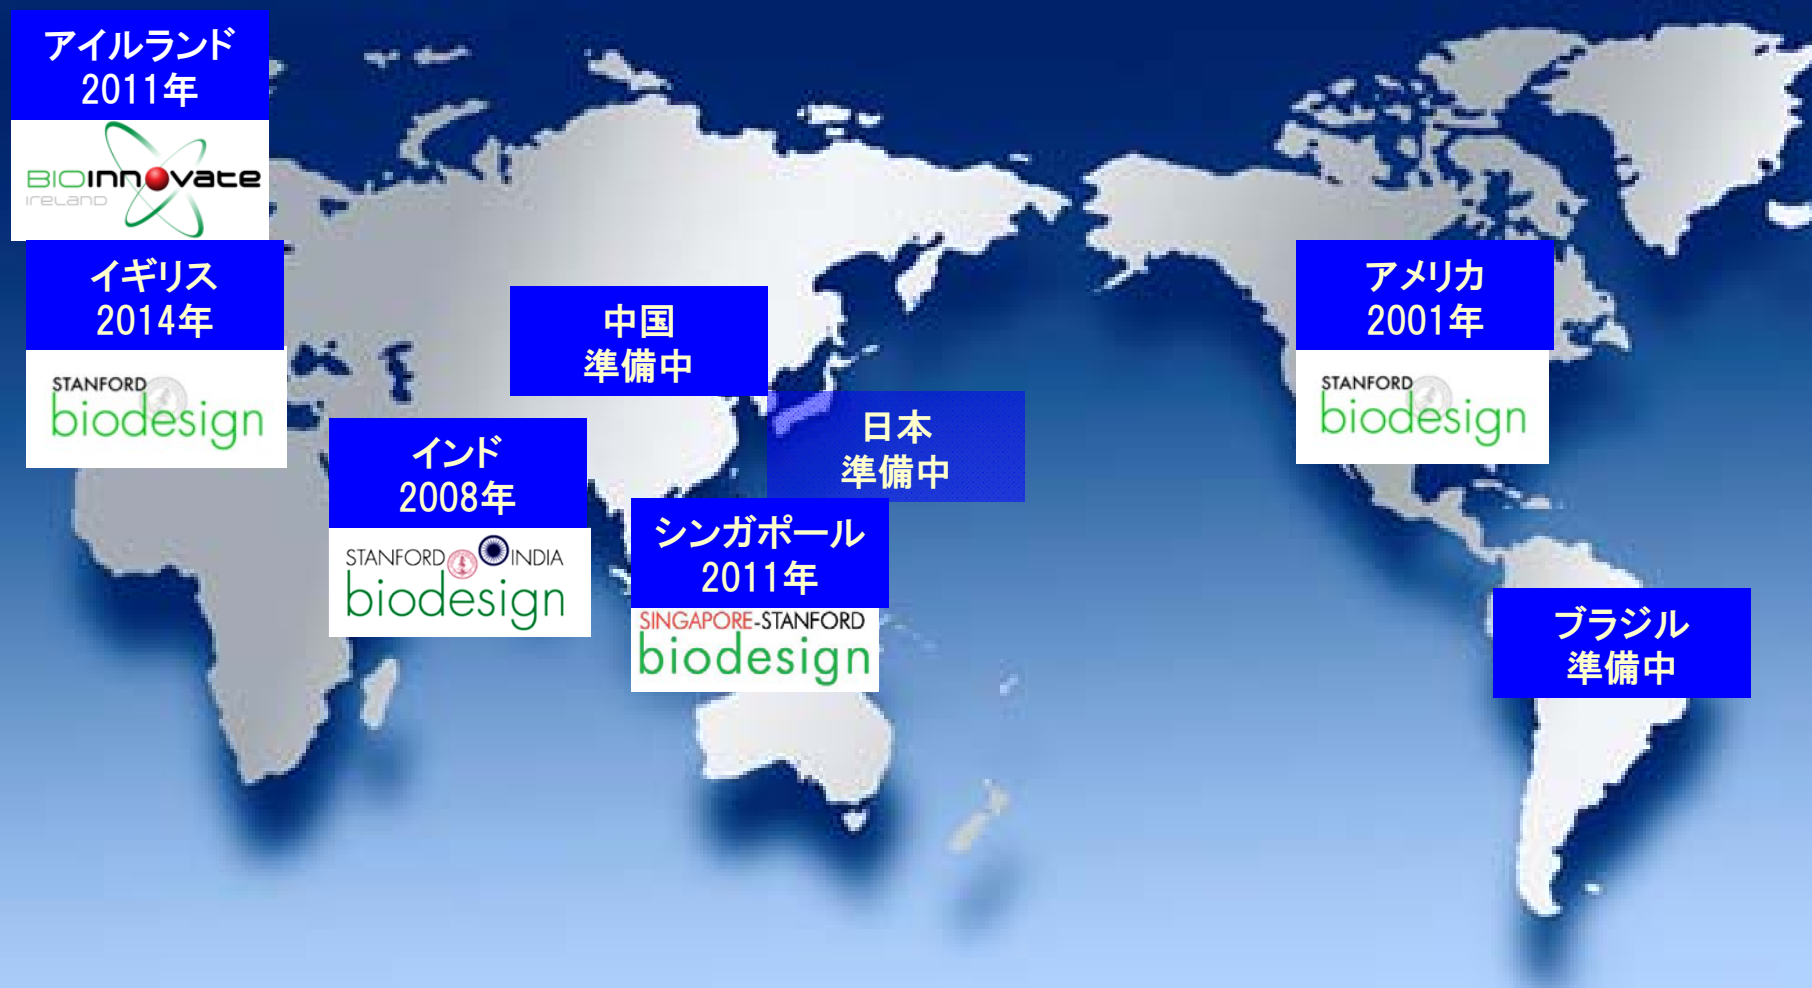 アイルランド
2011年
BIOINNOVATE
IRELAND
イギリス
2014年
STANFORD
biodesign
中国
準備中
日本
準備中
インド
2008年
STANFORD INDIA
biodesign
シンガポール
2011年
SINGAPORE-STANFORD
biodesign
アメリカ
2001年
STANFORD
biodesign
ブラジル
準備中